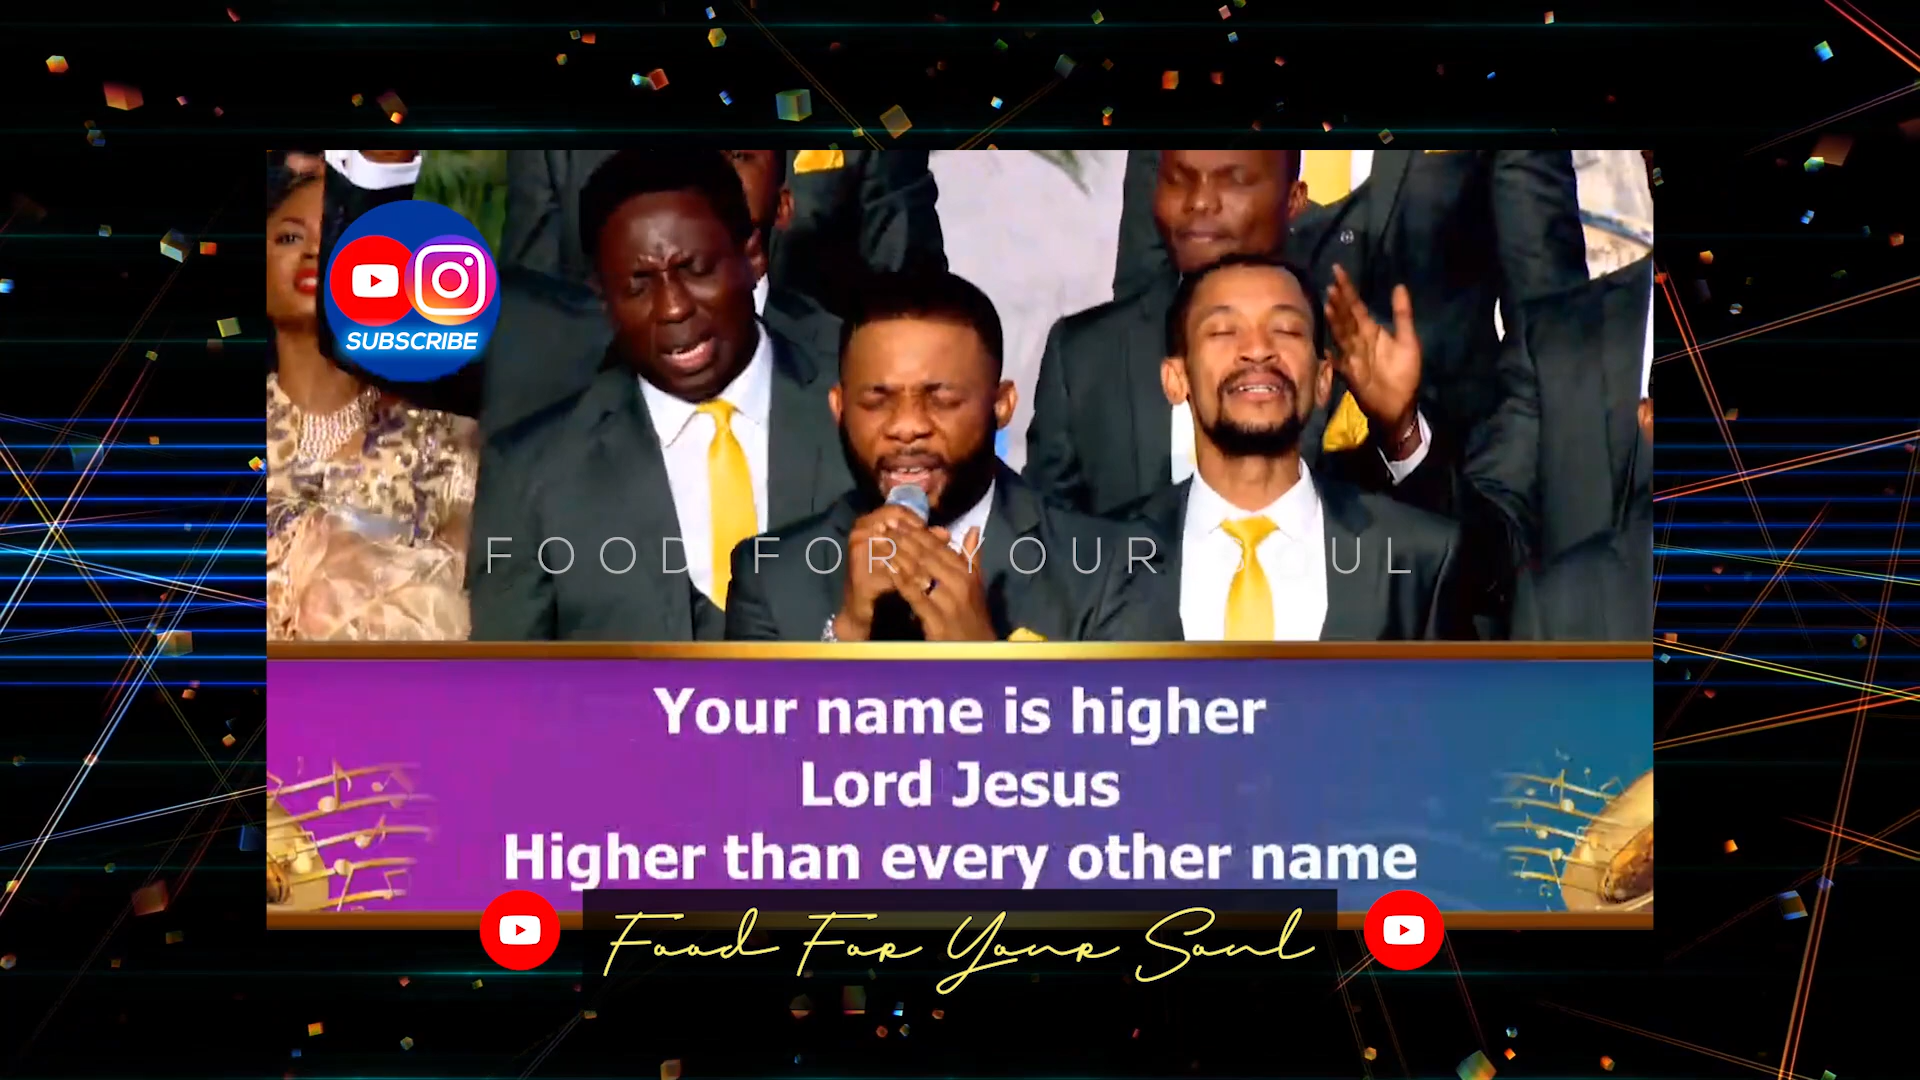 SUBSCRIBE
FOOD FOR YOUR SOUL
Your name is higher
Lord Jesus
Higher than every other name
Food For Your Soul